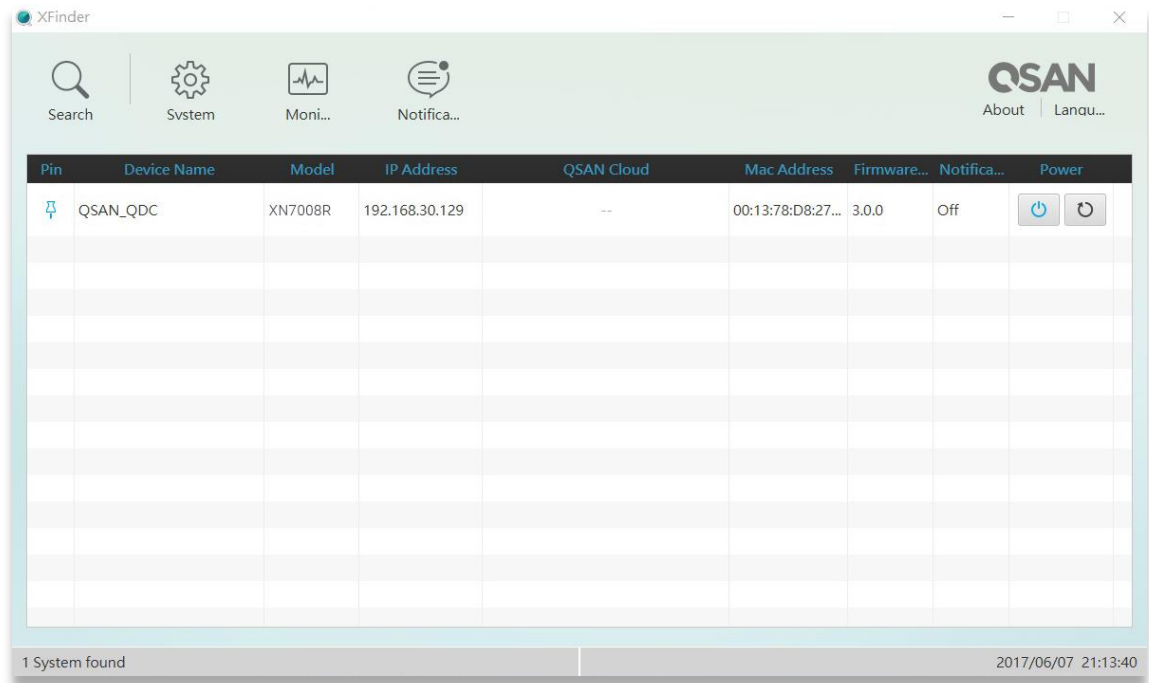 XFinder
QSAN
Search System Moni... Notifica... About Langu...
Pin Device Name Model IP Address QSAN Cloud Mac Address Firmware... Notifica... Power
QSAN_QDC XN7008R 192.168.30.129 -- 00:13:78:D8:27... 3.0.0 Off
1 System found 2017/06/07 21:13:40